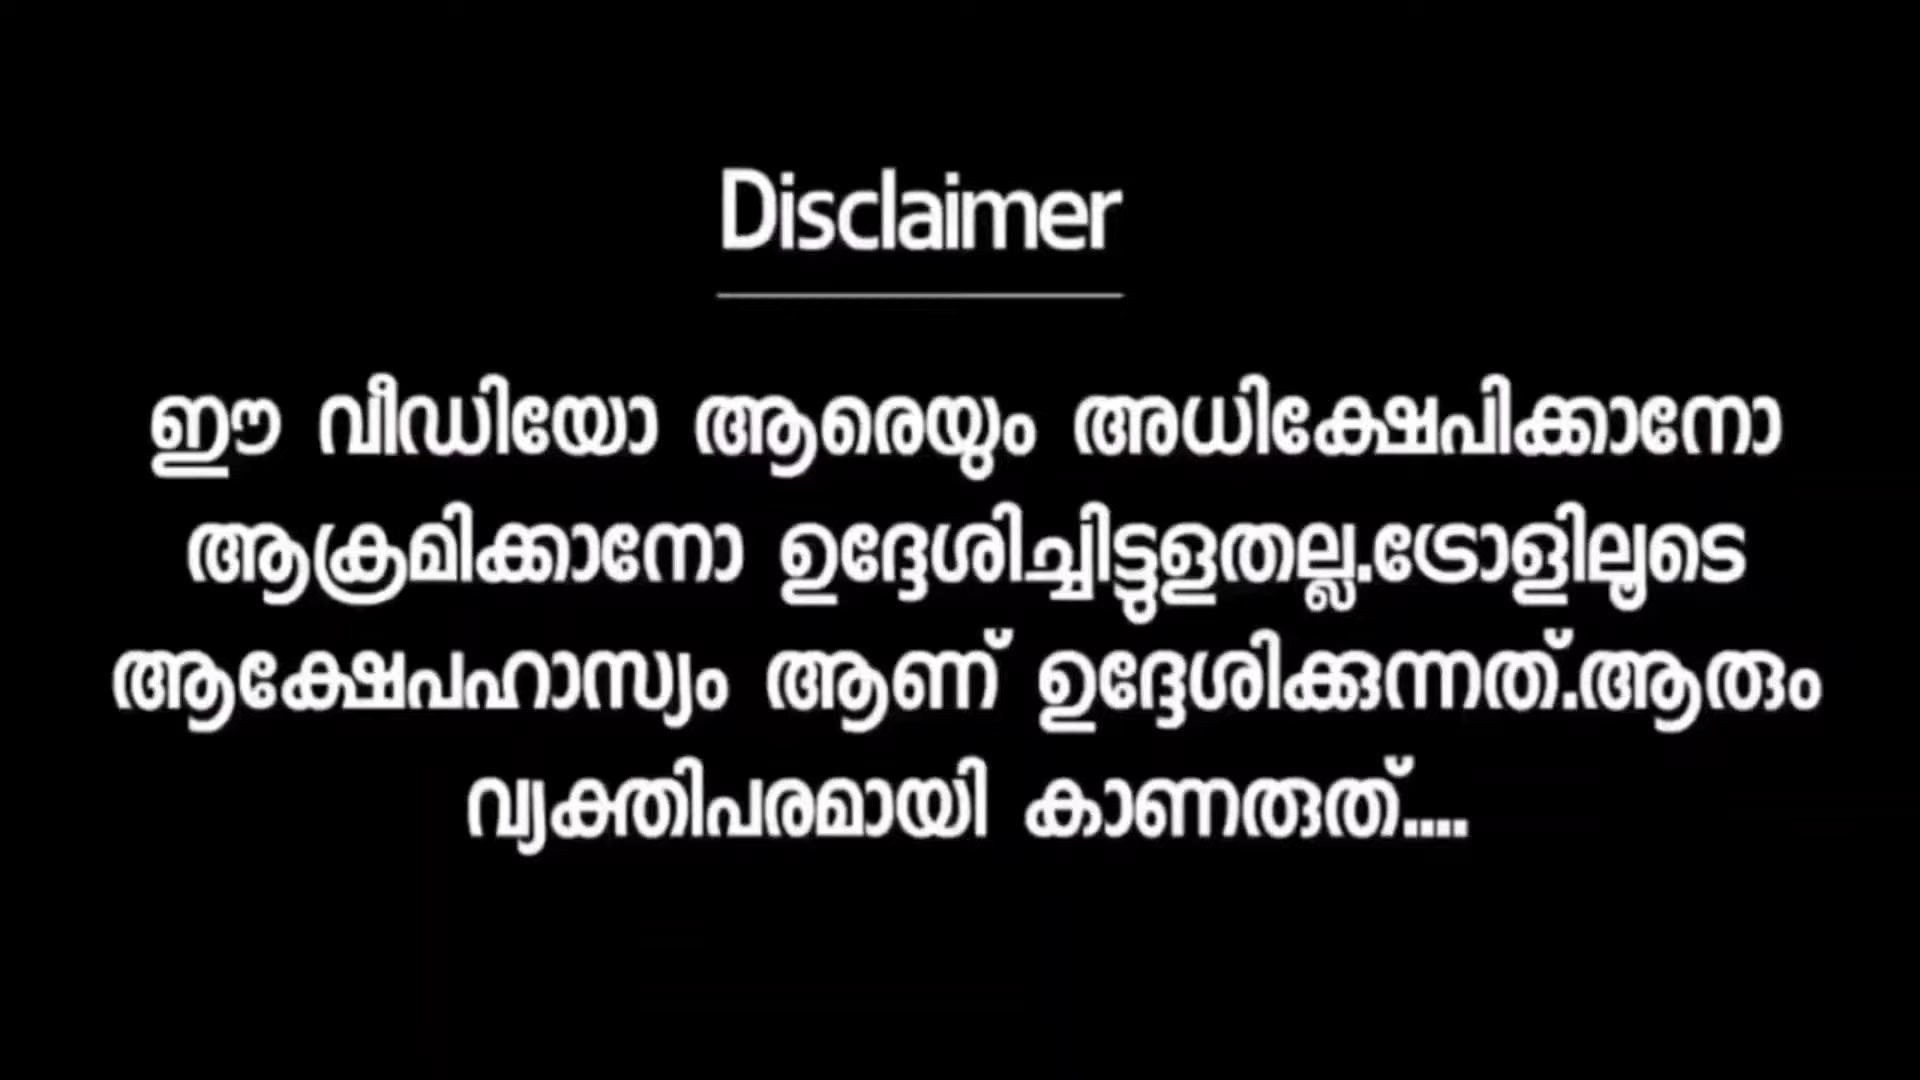 Disclaimer
ഈ വീഡിയോ ആരെയും അധിക്ഷേപിക്കാനോ
ആക്രമിക്കാനോ ഉദ്ദേശിച്ചിട്ടുളതല്ല.ട്രോളിലൂടെ
ആക്ഷേപഹാസ്യം ആണ് ഉദ്ദേശിക്കുന്നത്.ആരും
വ്യക്തിപരമായി കാണരുത്....